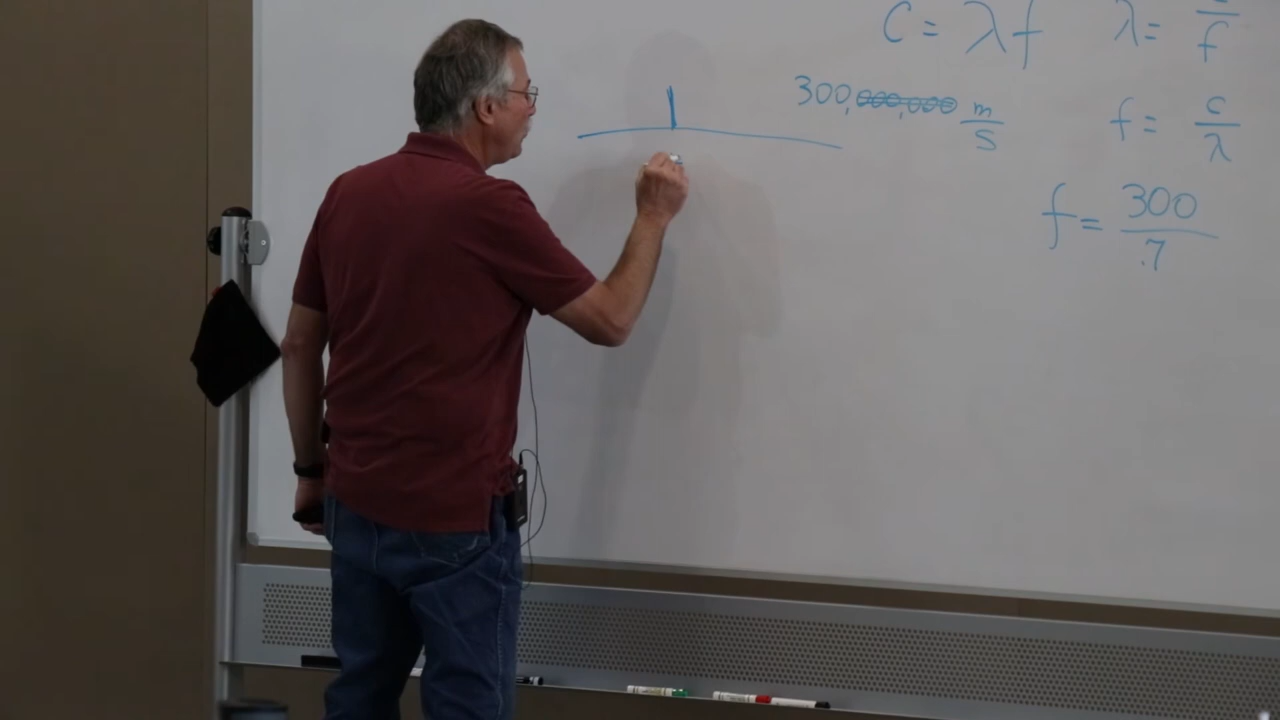 C = λf
λ = c/f
300,000,000 m/s
f = c/λ
f = 300/.7